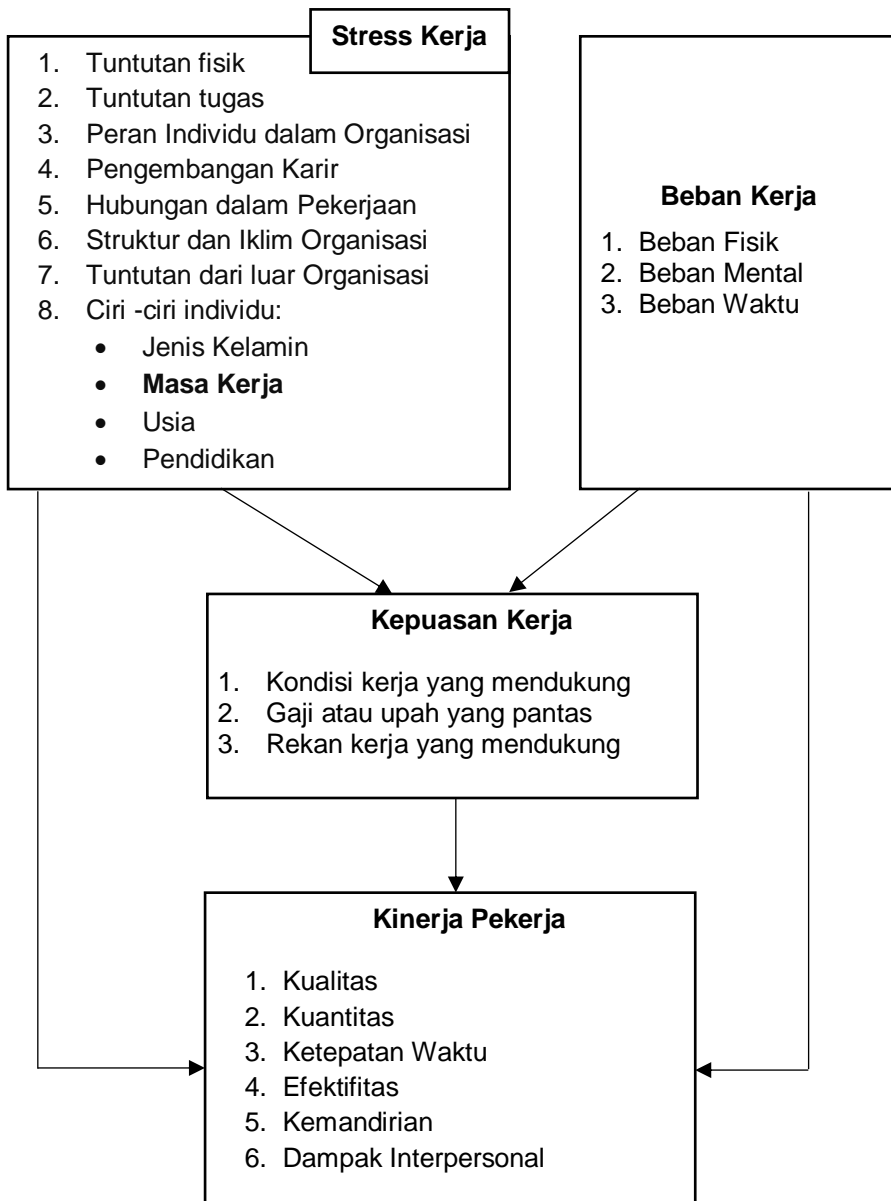 Stress Kerja
1. Tuntutan fisik
2. Tuntutan tugas
3. Peran Individu dalam Organisasi
4. Pengembangan Karir
5. Hubungan dalam Pekerjaan
6. Struktur dan Iklim Organisasi
7. Tuntutan dari luar Organisasi
8. Ciri -ciri individu:
• Jenis Kelamin
• Masa Kerja
• Usia
• Pendidikan
Beban Kerja
1. Beban Fisik
2. Beban Mental
3. Beban Waktu
Kepuasan Kerja
1. Kondisi kerja yang mendukung
2. Gaji atau upah yang pantas
3. Rekan kerja yang mendukung
Kinerja Pekerja
1. Kualitas
2. Kuantitas
3. Ketepatan Waktu
4. Efektifitas
5. Kemandirian
6. Dampak Interpersonal